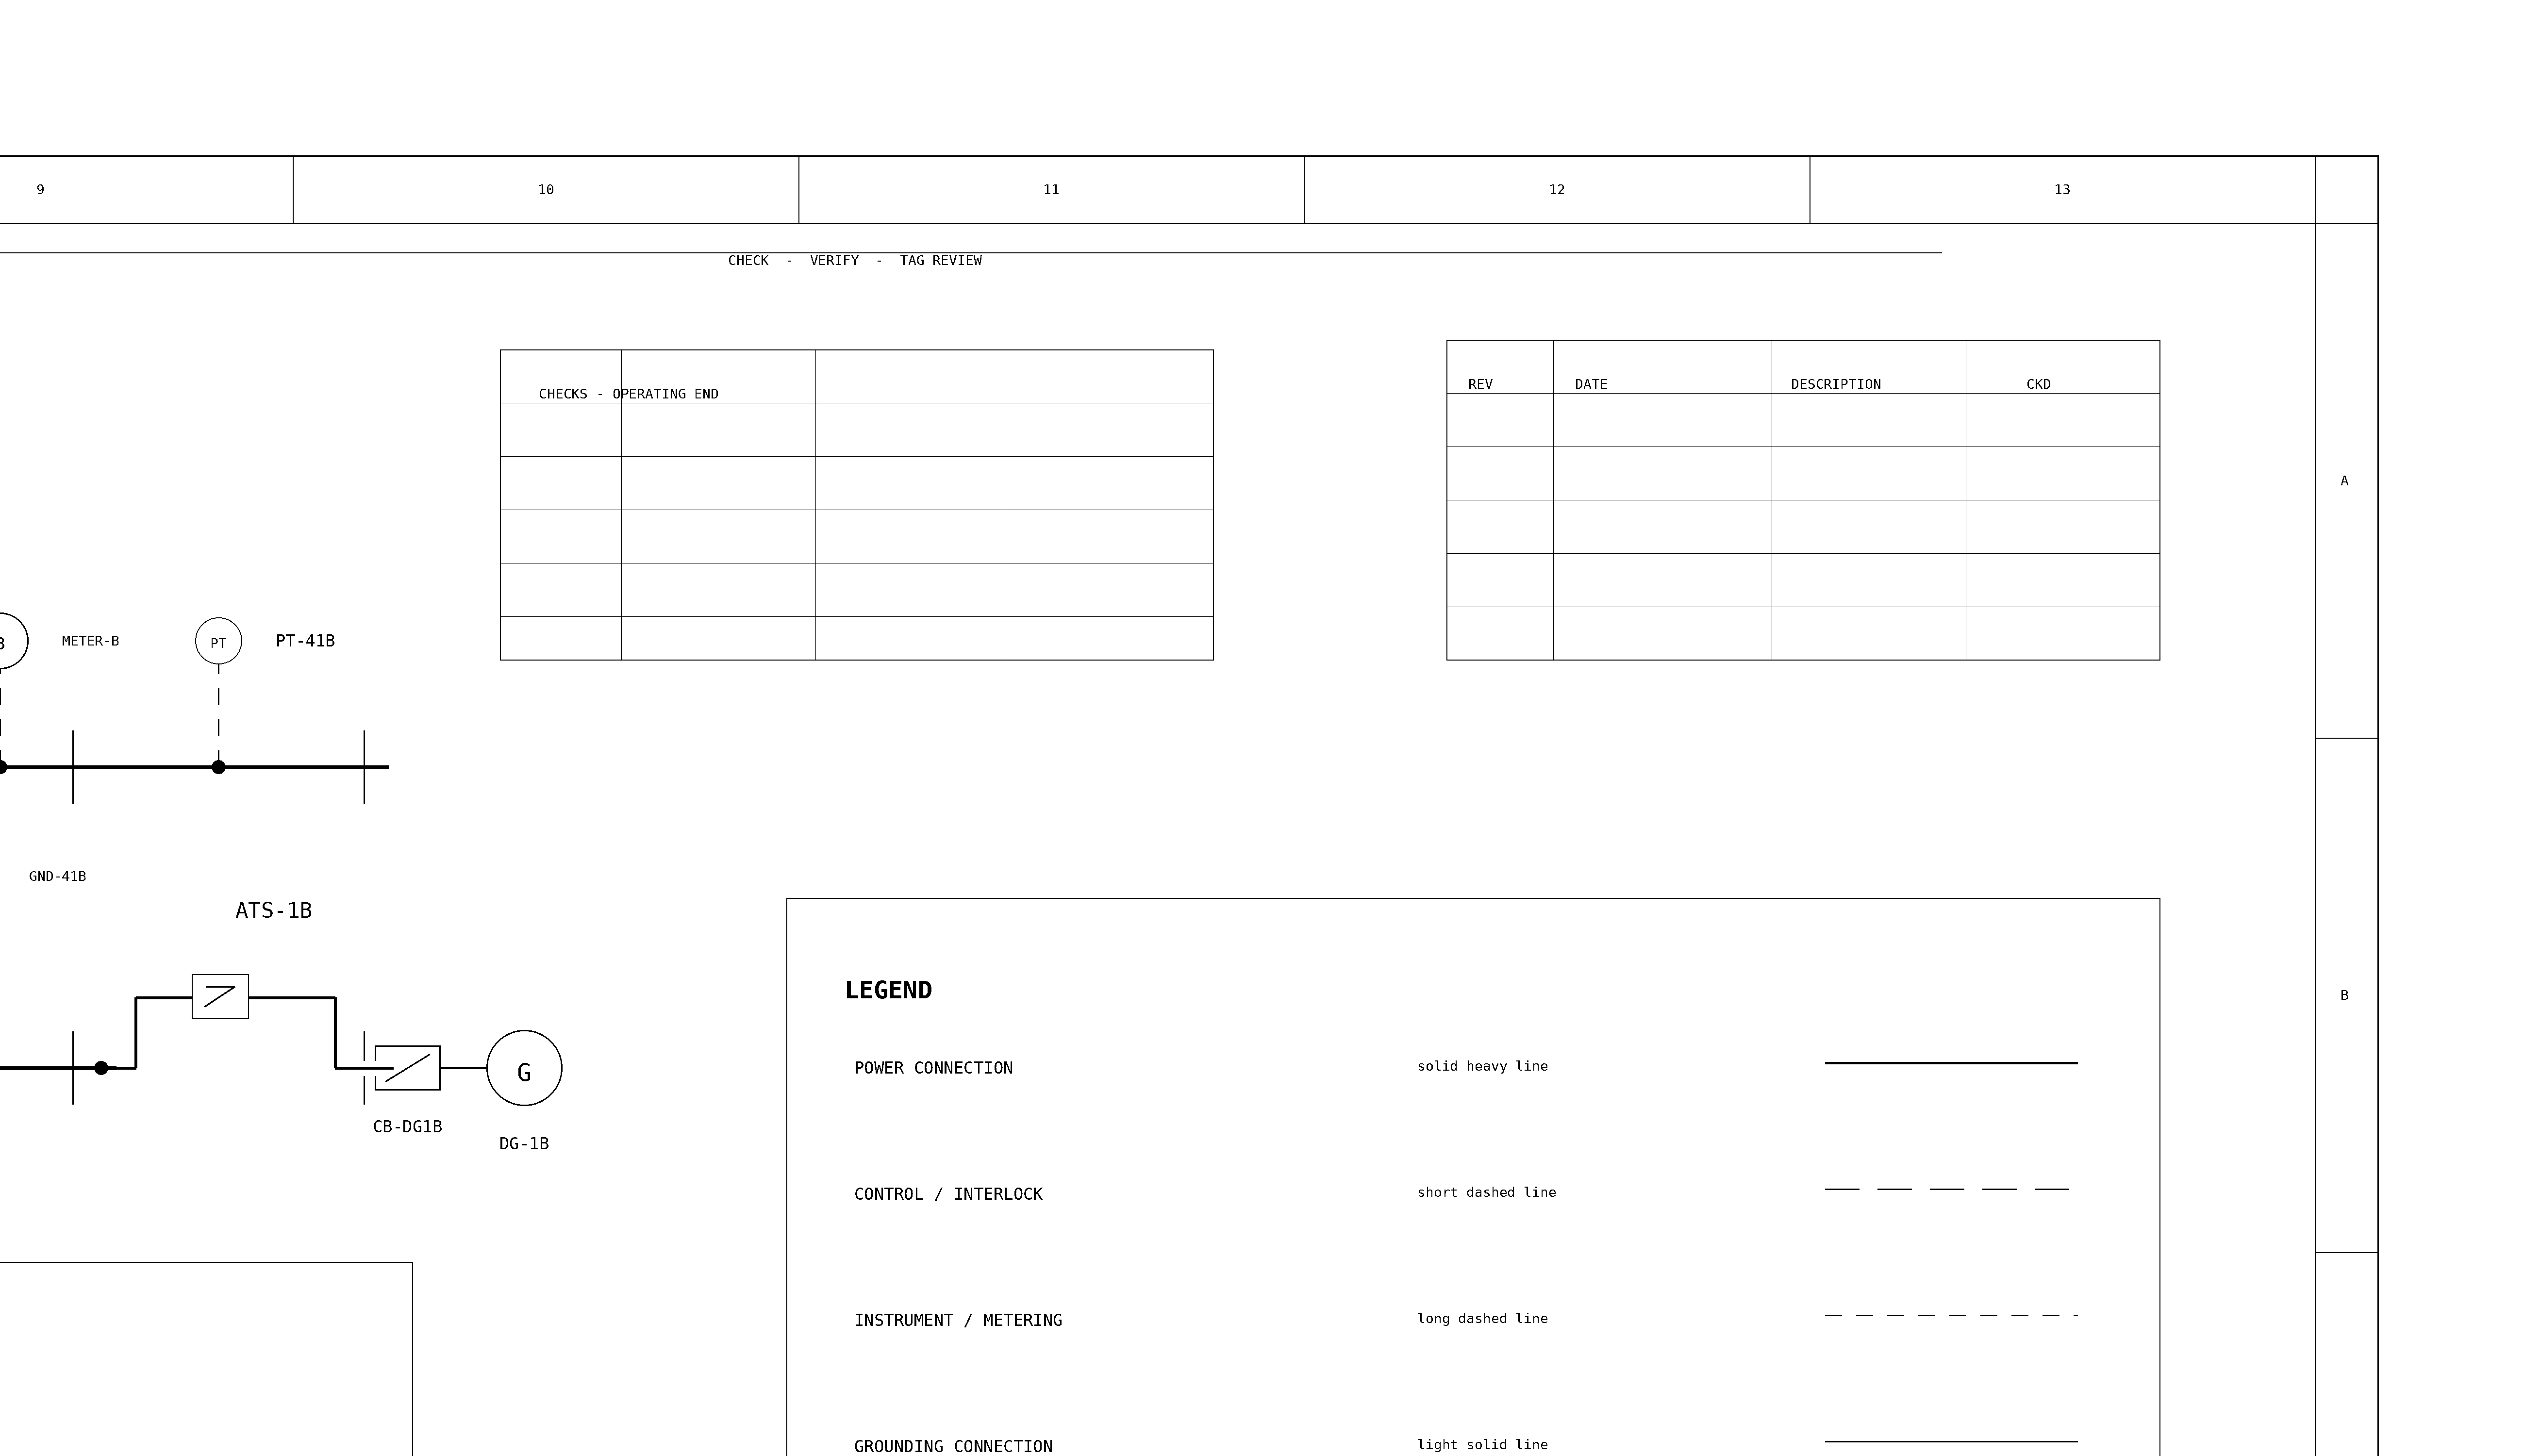 9 10 11 12 13
CHECK - VERIFY - TAG REVIEW
REV DATE DESCRIPTION CKD
CHECKS - OPERATING END
A
METER-B PT PT-41B
GND-41B
ATS-1B
LEGEND
B
POWER CONNECTION solid heavy line
G
CB-DG1B
DG-1B
CONTROL / INTERLOCK short dashed line
INSTRUMENT / METERING long dashed line
GROUNDING CONNECTION light solid line